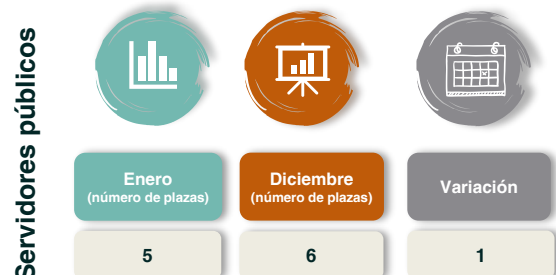 Servidores públicos
Enero
(número de plazas)
Diciembre
(número de plazas)
Variación
5
6
1